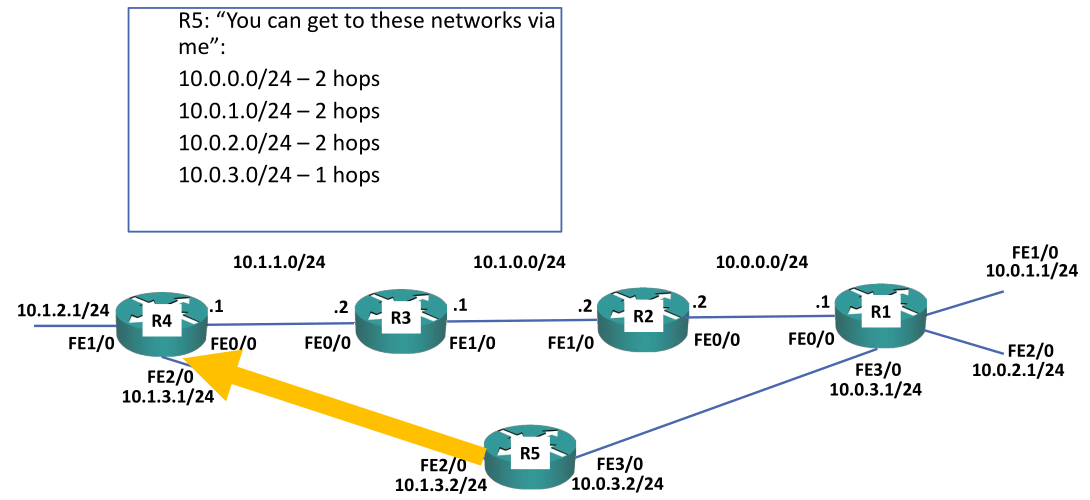 R5: “You can get to these networks via
me”:
10.0.0.0/24 – 2 hops
10.0.1.0/24 – 2 hops
10.0.2.0/24 – 2 hops
10.0.3.0/24 – 1 hops
10.1.1.0/24
10.1.0.0/24
10.0.0.0/24
FE1/0
10.0.1.1/24
10.1.2.1/24
R4
.1
.2
R3
.1
.2
R2
.2
.1
R1
FE1/0
FE0/0
FE0/0
FE1/0
FE1/0
FE0/0
FE0/0
FE2/0
10.0.2.1/24
FE2/0
10.1.3.1/24
FE3/0
10.0.3.1/24
R5
FE2/0
10.1.3.2/24
FE3/0
10.0.3.2/24